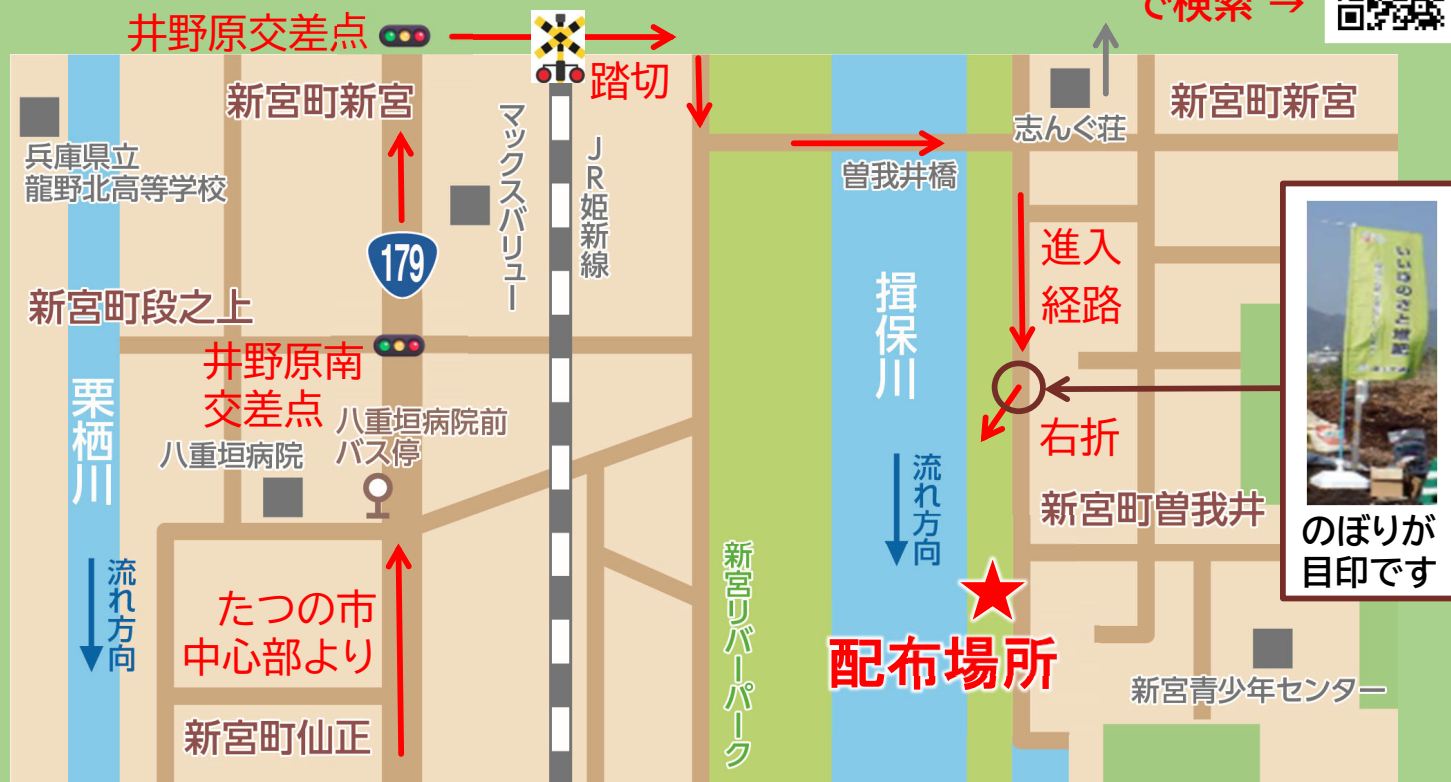 で検索 →
井野原交差点
踏切
新宮町新宮
兵庫県立
龍野北高等学校
マックスバリュー
JR姫新線
179
志んぐ荘
新宮町新宮
曽我井橋
進入
経路
新宮町段之上
井野原南
交差点
八重垣病院前
バス停
八重垣病院
栗栖川
揖保川
右折
流れ方向
新宮町曽我井
のぼりが
目印です
流れ方向
たつの市
中心部より
新宮リバーパーク
配布場所
新宮青少年センター
新宮町仙正